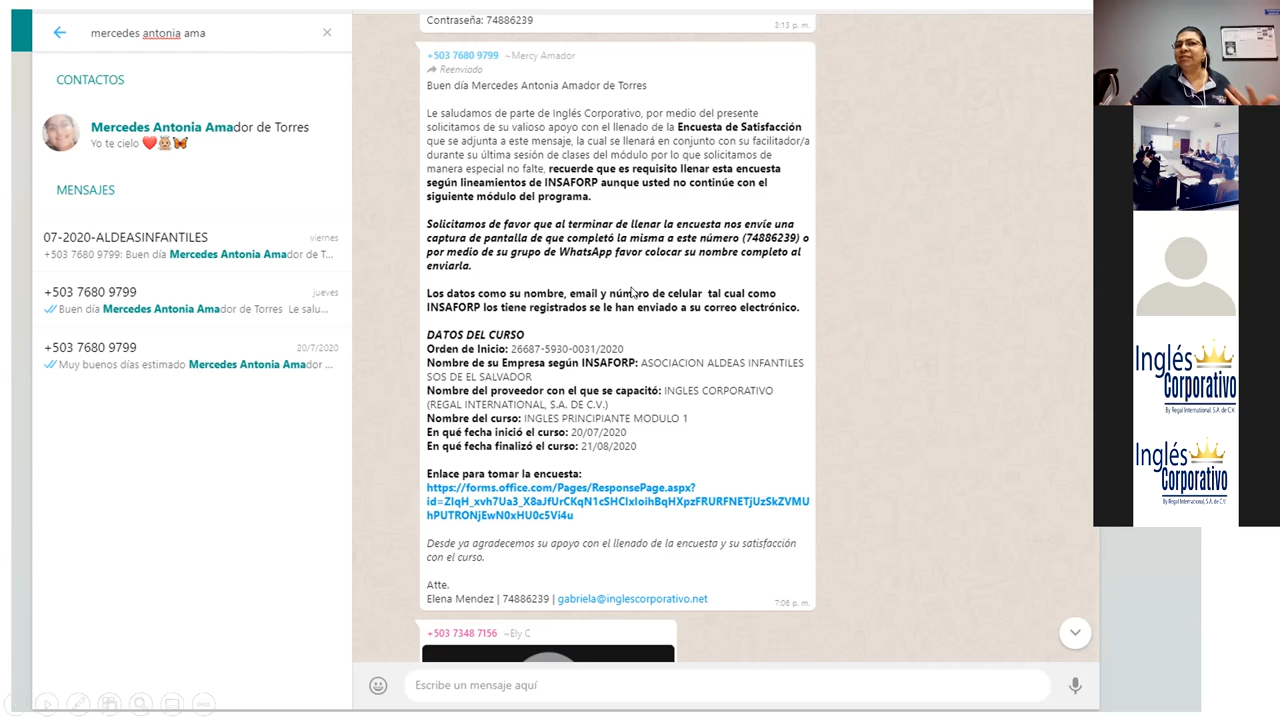 mercedes antonia ama
CONTACTOS
Mercedes Antonia Amador de Torres
Yo te cielo
MENSAJES
07-2020-ALDEASINFANTILES
viernes
+503 7680 9799: Buen día Mercedes Antonia Amador de T...
+503 7680 9799
jueves
Buen día Mercedes Antonia Amador de Torres Le salu...
+503 7680 9799
20/7/2020
Muy buenos días estimado Mercedes Antonia Amador ...
Contraseña: 74886239
3:13 p. m.
+503 7680 9799 ~Mercy Amador
Reenviado
Buen día Mercedes Antonia Amador de Torres
Le saludamos de parte de Inglés Corporativo, por medio del presente
solicitamos de su valioso apoyo con el llenado de la Encuesta de Satisfacción
que se adjunta a este mensaje, la cual se llenará en conjunto con su facilitador/a
durante su última sesión de clases del módulo por lo que solicitamos de
manera especial no falte, recuerde que es requisito llenar esta encuesta
según lineamientos de INSAFORP aunque usted no continúe con el
siguiente módulo del programa.
Solicitamos de favor que al terminar de llenar la encuesta nos envíe una
captura de pantalla de que completó la misma a este número (74886239) o
por medio de su grupo de WhatsApp favor colocar su nombre completo al
enviarla.
Los datos como su nombre, email y número de celular tal cual como
INSAFORP los tiene registrados se le han enviado a su correo electrónico.
DATOS DEL CURSO
Orden de Inicio: 26687-5930-0031/2020
Nombre de su Empresa según INSAFORP: ASOCIACION ALDEAS INFANTILES
SOS DE EL SALVADOR
Nombre del proveedor con el que se capacitó: INGLES CORPORATIVO
(REGAL INTERNATIONAL, S.A. DE C.V.)
Nombre del curso: INGLES PRINCIPIANTE MODULO 1
En qué fecha inició el curso: 20/07/2020
En qué fecha finalizó el curso: 21/08/2020
Enlace para tomar la encuesta:
https://forms.office.com/Pages/ResponsePage.aspx?
id=ZIqH_xvh7Ua3_X8aJfUrCKqN1cSHCIxIoihBqHXpzFRURFNETjUzSkZVMU
hPUTRONjEwN0xHU0c5Vi4u
Desde ya agradecemos su apoyo con el llenado de la encuesta y su satisfacción
con el curso.
Atte.
Elena Mendez | 74886239 | gabriela@inglescorporativo.net
7:08 p. m.
+503 7348 7156 ~Ely C
Escribe un mensaje aquí
Inglés
Corporativo
By Regal International, S.A. de C.V.
Inglés
Corporativo
By Regal International, S.A. de C.V.